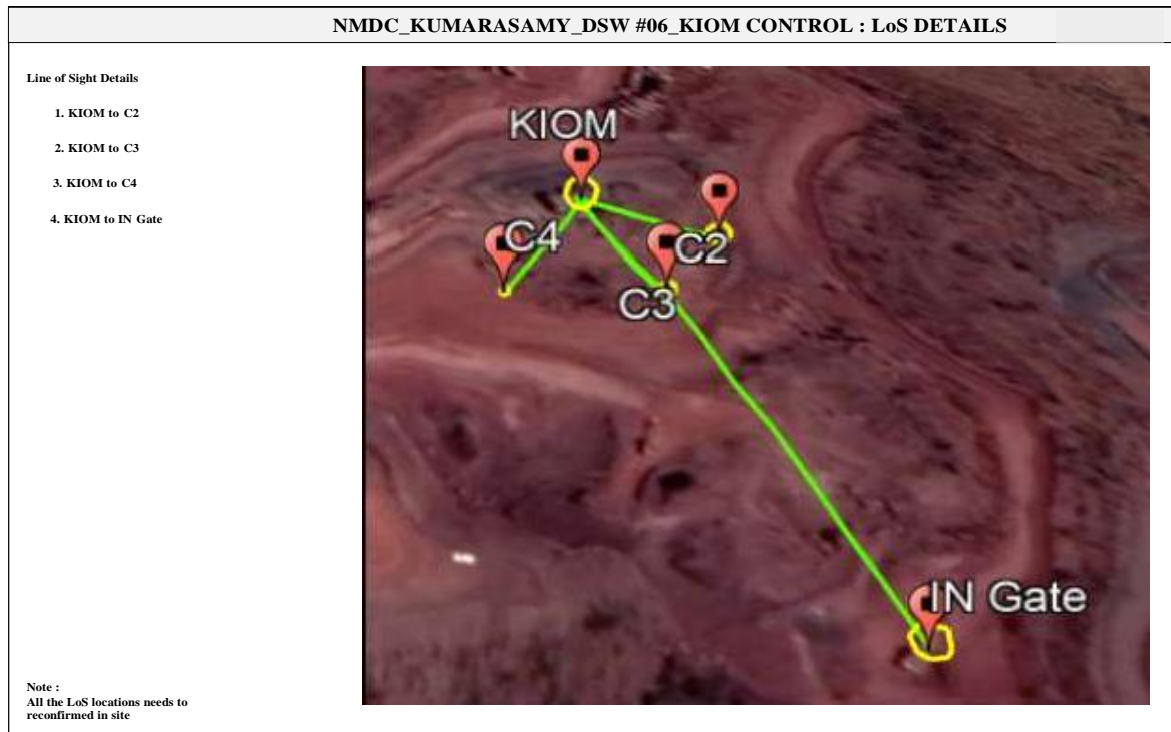 NMDC_KUMARASAMY_DSW #06_KIOM CONTROL : LoS DETAILS
Line of Sight Details
1. KIOM to C2
2. KIOM to C3
3. KIOM to C4
4. KIOM to IN Gate
KIOM
C4
C2
C3
IN Gate
Note :
All the LoS locations needs to
reconfirmed in site